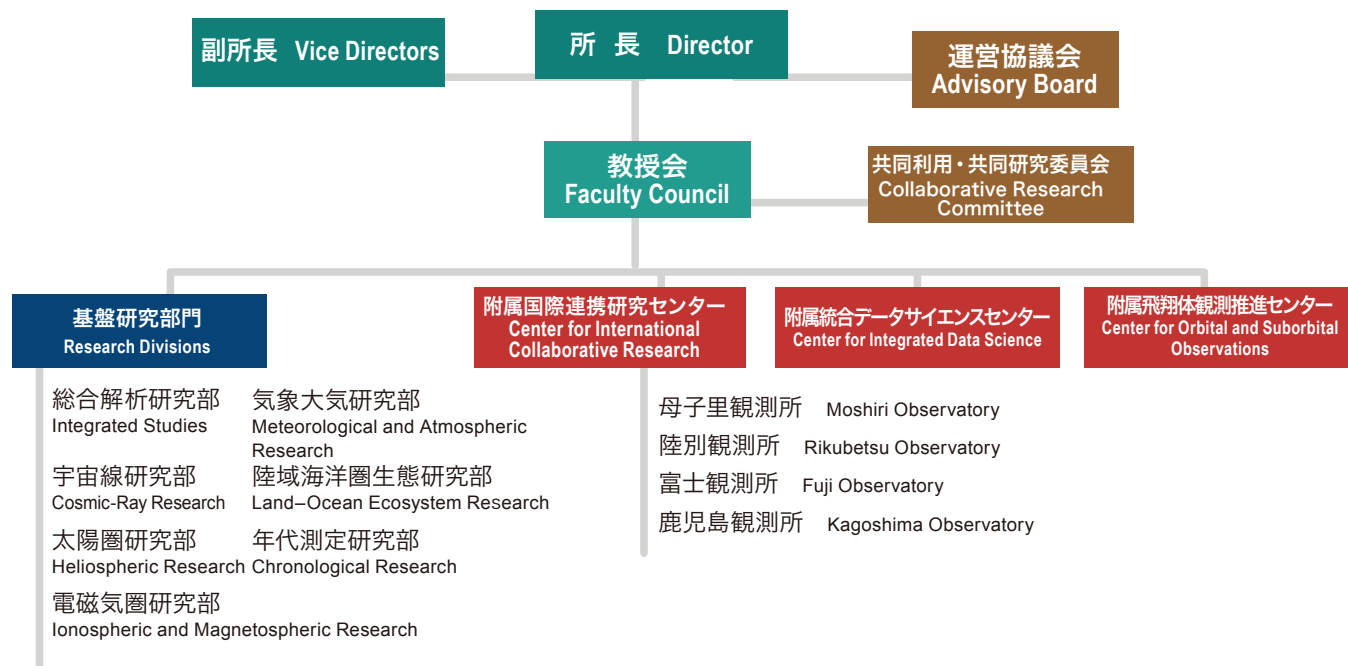 副所長 Vice Directors
所 長 Director
運営協議会
Advisory Board
教授会
Faculty Council
共同利用・共同研究委員会
Collaborative Research
Committee
基盤研究部門
Research Divisions
附属国際連携研究センター
Center for International
Collaborative Research
附属統合データサイエンスセンター
Center for Integrated Data Science
附属飛翔体観測推進センター
Center for Orbital and Suborbital
Observations
総合解析研究部
Integrated Studies
気象大気研究部
Meteorological and Atmospheric
Research
宇宙線研究部
Cosmic-Ray Research
陸域海洋圏生態研究部
Land–Ocean Ecosystem Research
太陽圏研究部
Heliospheric Research
年代測定研究部
Chronological Research
電磁気圏研究部
Ionospheric and Magnetospheric Research
母子里観測所 Moshiri Observatory
陸別観測所 Rikubetsu Observatory
富士観測所 Fuji Observatory
鹿児島観測所 Kagoshima Observatory